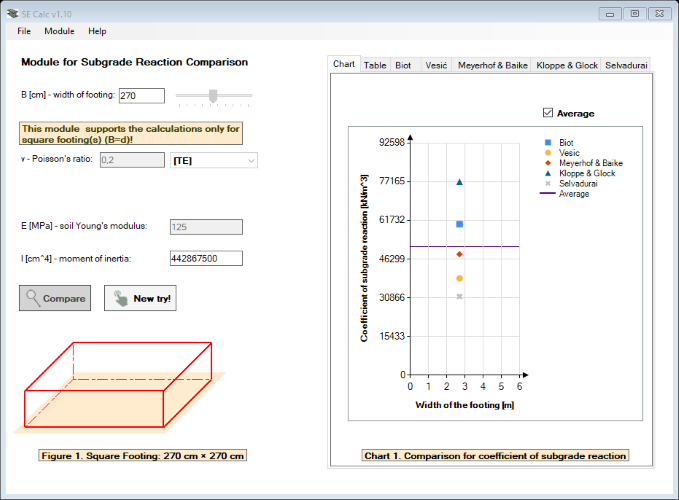 SE Calc v1.10
File Module Help
Module for Subgrade Reaction Comparison
B [cm] - width of footing: 270
This module supports the calculations only for
square footing(s) (B=d)!
ν - Poisson's ratio: 0,2 [TE]
E [MPa] - soil Young's modulus: 125
I [cm^4] - moment of inertia: 442867500
Compare New try!
Figure 1. Square Footing: 270 cm × 270 cm
Chart Table Biot Vesić Meyerhof & Baike Kloppe & Glock Selvadurai
Average
Coefficient of subgrade reaction [kN/m^3]
92598
77165
61732
46299
30866
15433
0
0 1 2 3 4 5 6
Width of the footing [m]
Biot
Vesic
Meyerhof & Baike
Kloppe & Glock
Selvadurai
Average
Chart 1. Comparison for coefficient of subgrade reaction